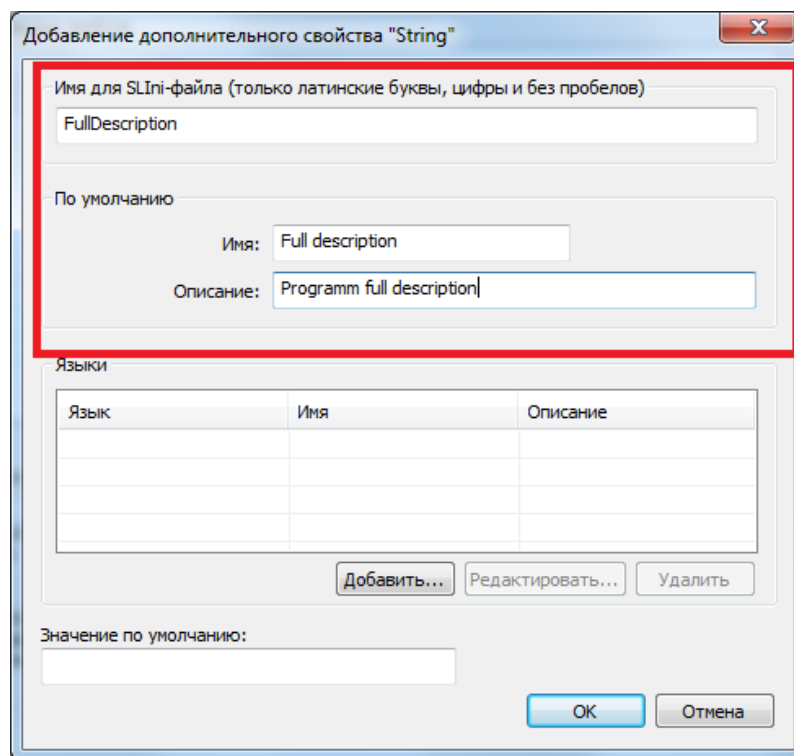 Добавление дополнительного свойства "String"
Имя для SLIni-файла (только латинские буквы, цифры и без пробелов)
FullDescription
По умолчанию
Имя: Full description
Описание: Programm full description
Языки
Язык Имя Описание
Добавить... Редактировать... Удалить
Значение по умолчанию:
OK Отмена